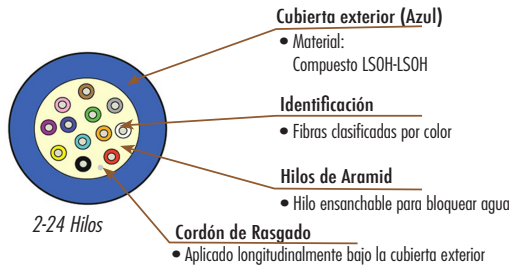 Cubierta exterior (Azul)
• Material:
Compuesto LSOH-LSOH
Identificación
• Fibras clasificadas por color
Hilos de Aramid
• Hilo ensanchable para bloquear agua
2-24 Hilos
Cordón de Rasgado
• Aplicado longitudinalmente bajo la cubierta exterior